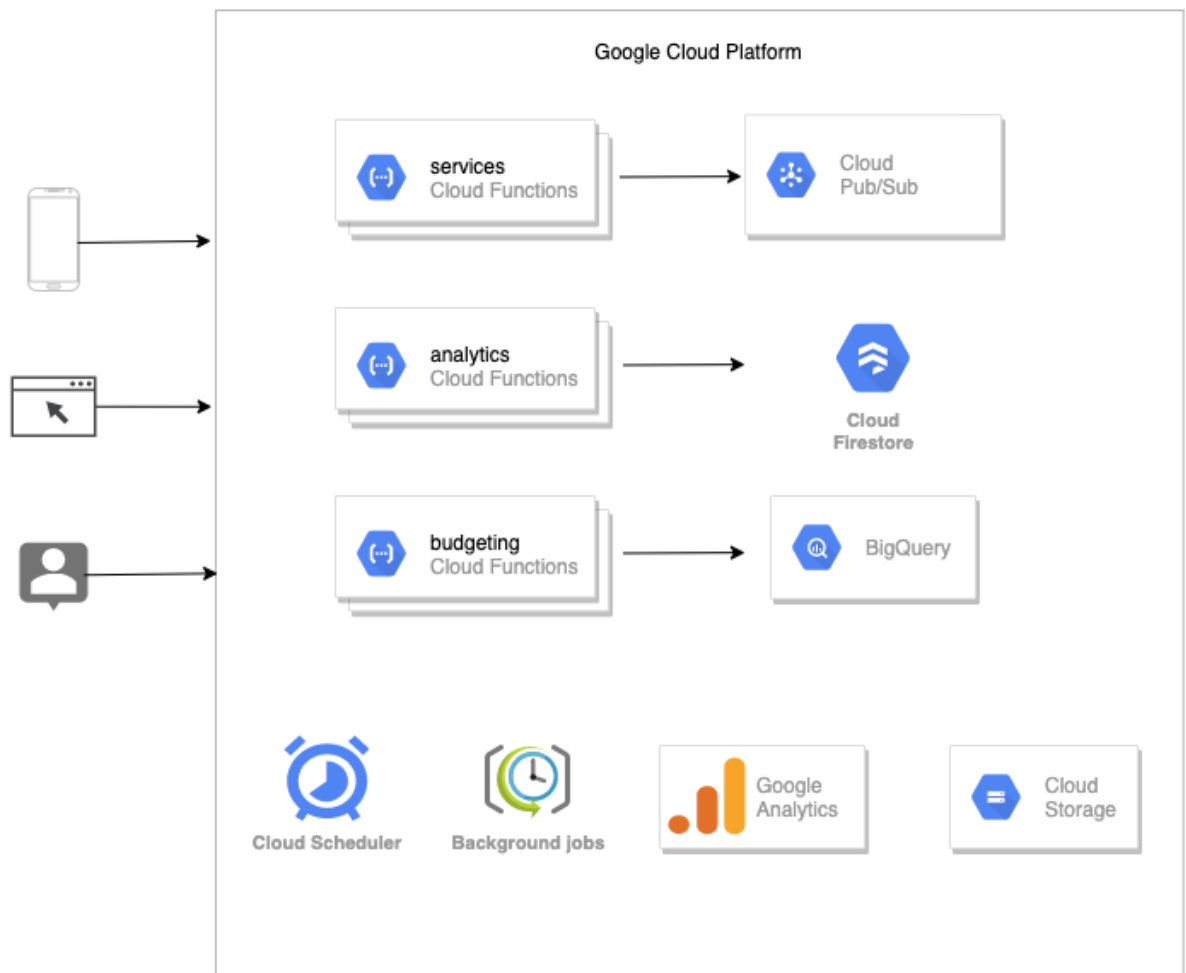 Google Cloud Platform
services
Cloud Functions
Cloud
Pub/Sub
analytics
Cloud Functions
Cloud
Firestore
budgeting
Cloud Functions
BigQuery
Cloud Scheduler
Background jobs
Google
Analytics
Cloud
Storage